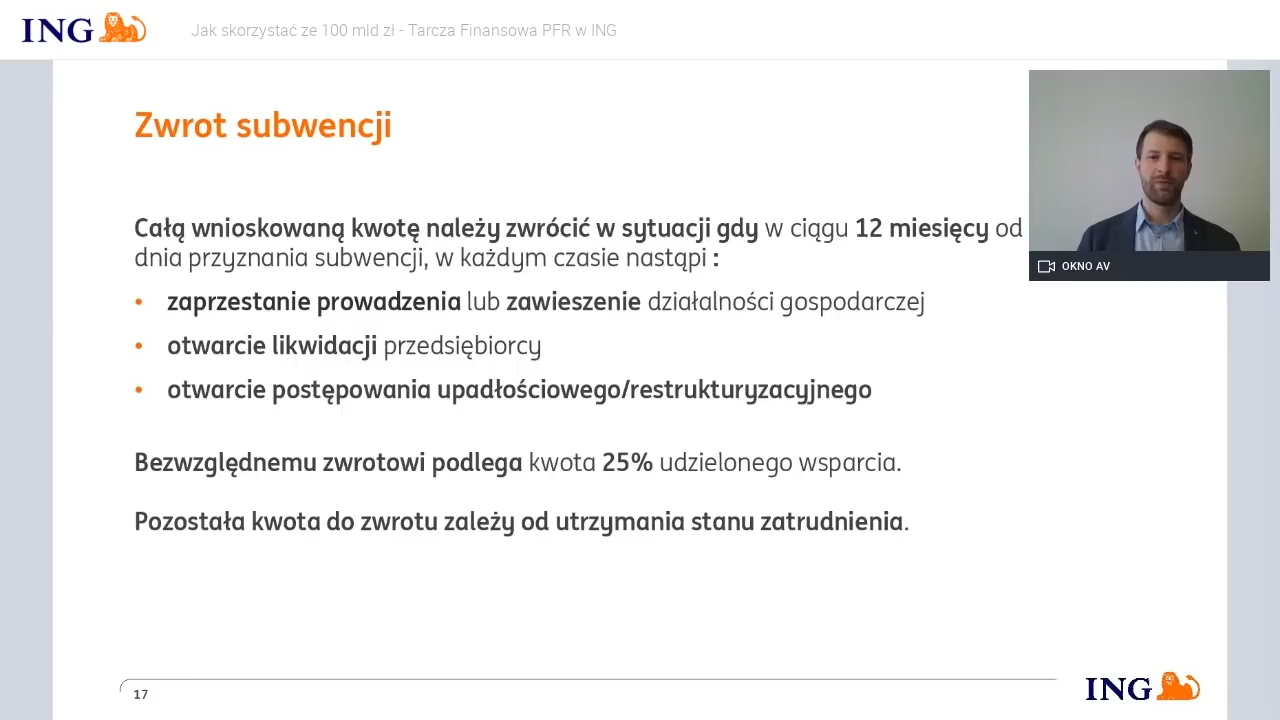 ING
Jak skorzystać ze 100 mld zł - Tarcza Finansowa PFR w ING
Zwrot subwencji
Całą wnioskowaną kwotę należy zwrócić w sytuacji gdy w ciągu 12 miesięcy od
dnia przyznania subwencji, w każdym czasie nastąpi :
• zaprzestanie prowadzenia lub zawieszenie działalności gospodarczej
• otwarcie likwidacji przedsiębiorcy
• otwarcie postępowania upadłościowego/restrukturyzacyjnego
Bezwzględnemu zwrotowi podlega kwota 25% udzielonego wsparcia.
Pozostała kwota do zwrotu zależy od utrzymania stanu zatrudnienia.
OKNO AV
17
ING